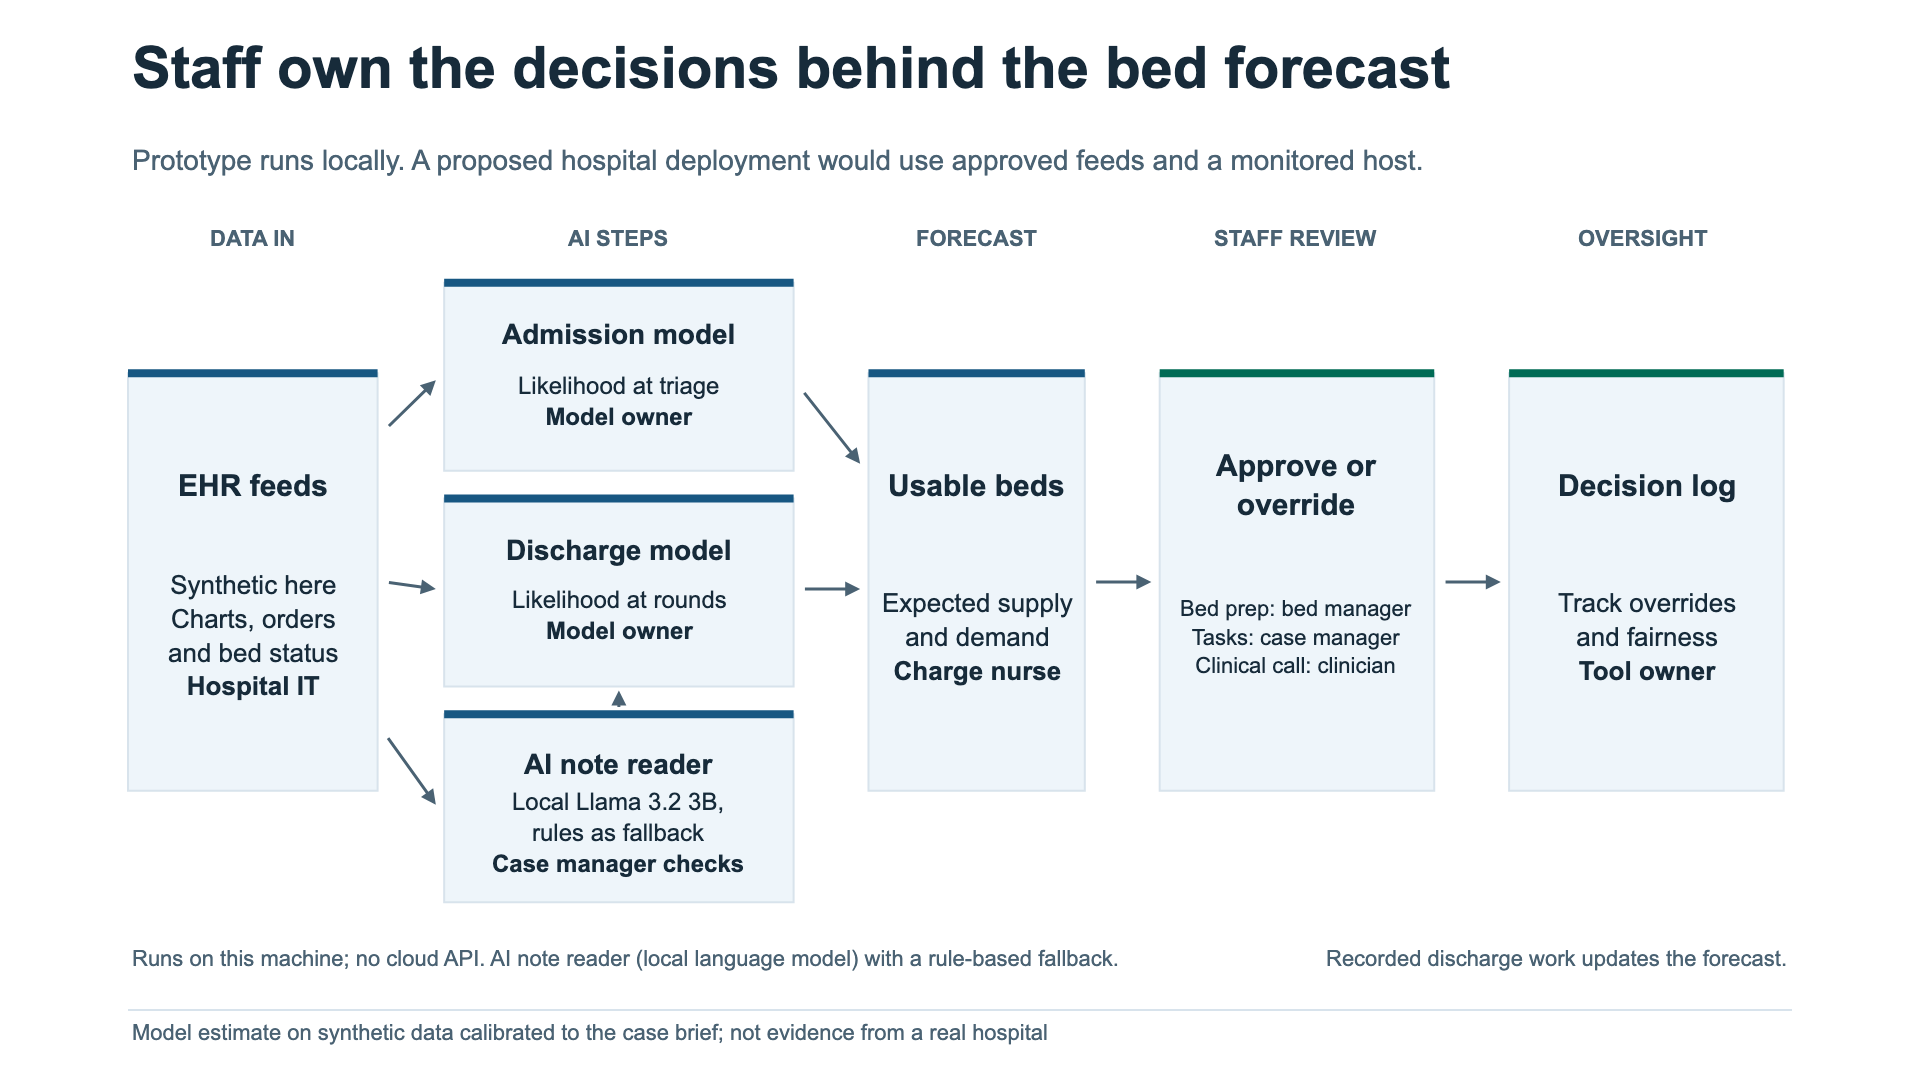 Staff own the decisions behind the bed forecast
Prototype runs locally. A proposed hospital deployment would use approved feeds and a monitored host.
DATA IN
AI STEPS
FORECAST
STAFF REVIEW
OVERSIGHT
EHR feeds
Synthetic here
Charts, orders
and bed status
Hospital IT
Admission model
Likelihood at triage
Model owner
Discharge model
Likelihood at rounds
Model owner
AI note reader
Local Llama 3.2 3B,
rules as fallback
Case manager checks
Usable beds
Expected supply
and demand
Charge nurse
Approve or
override
Bed prep: bed manager
Tasks: case manager
Clinical call: clinician
Decision log
Track overrides
and fairness
Tool owner
Runs on this machine; no cloud API. AI note reader (local language model) with a rule-based fallback.
Recorded discharge work updates the forecast.
Model estimate on synthetic data calibrated to the case brief; not evidence from a real hospital